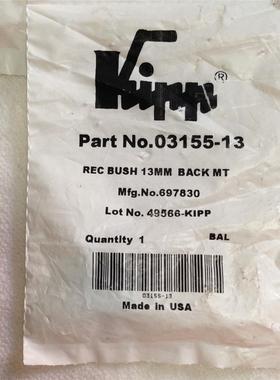 Kipp®
Part No.03155-13
REC BUSH 13MM BACK MT
Mfg.No.697830
Lot No. 49566-KIPP
Quantity 1 BAL
03155-13
Made in USA